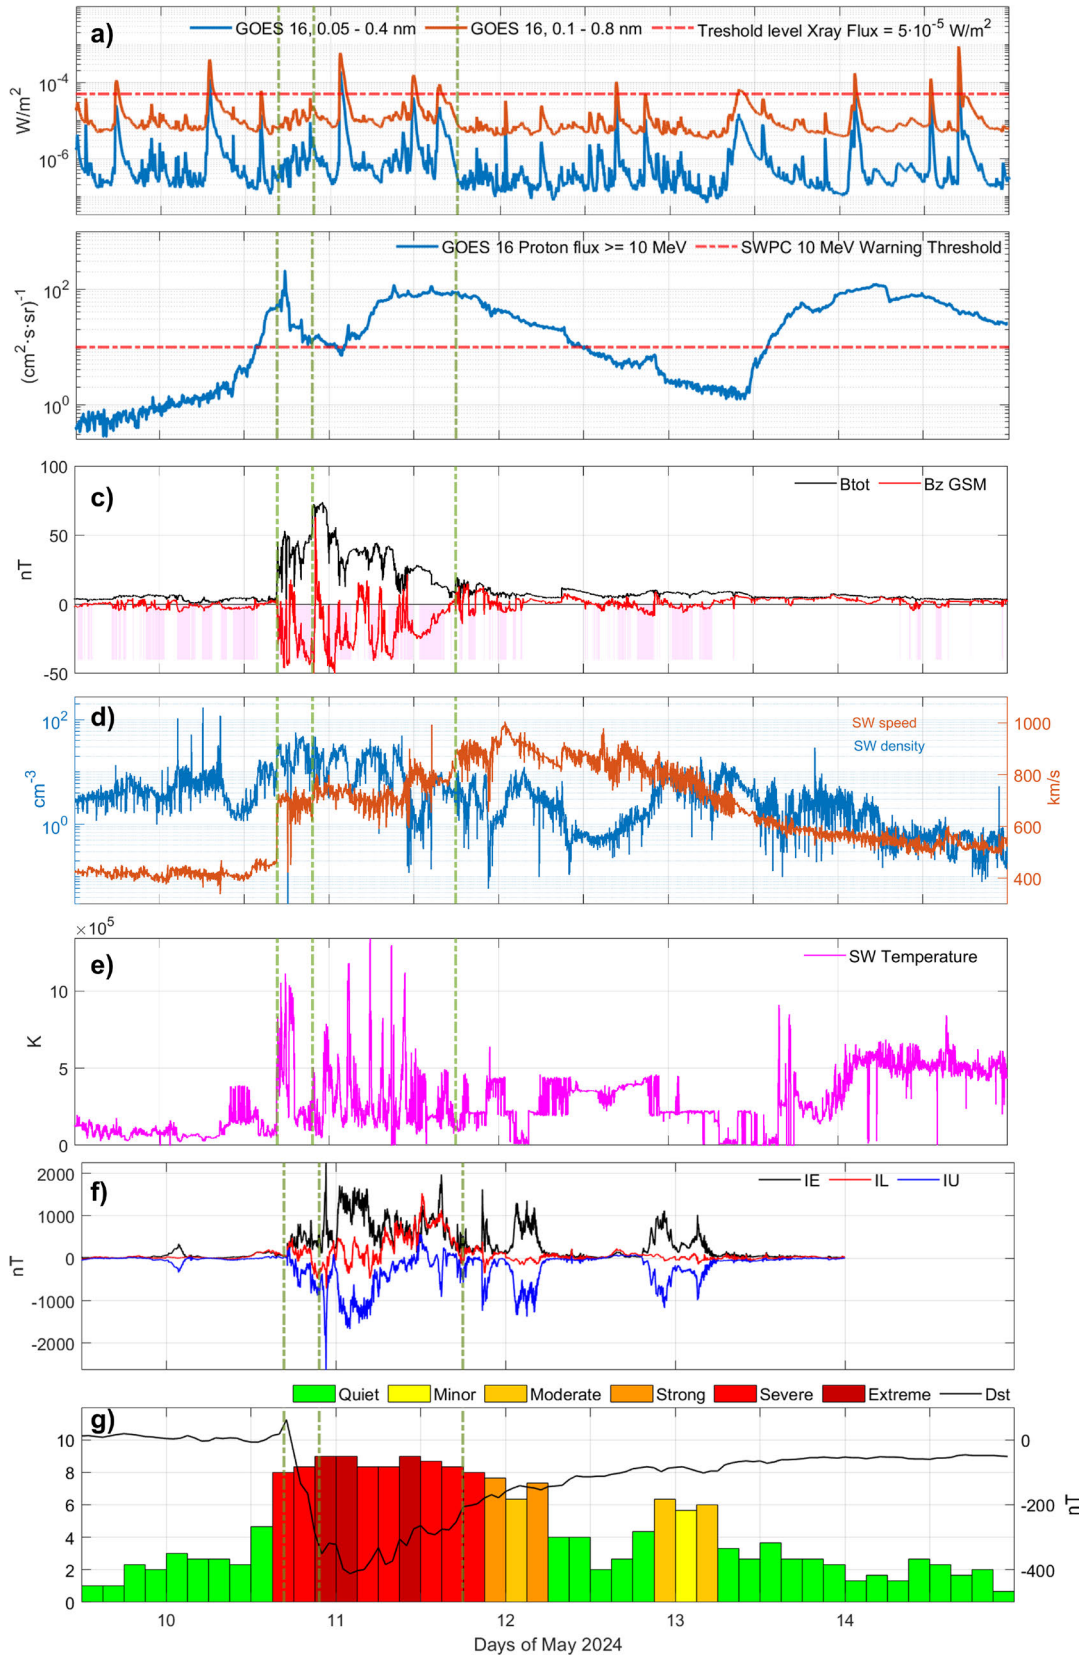 a)
GOES 16, 0.05 - 0.4 nm GOES 16, 0.1 - 0.8 nm Treshold level Xray Flux = 5·10⁻⁵ W/m²
10⁻⁴
10⁻⁶
W/m²
GOES 16 Proton flux >= 10 MeV SWPC 10 MeV Warning Threshold
10²
10⁰
(cm²·s·sr)⁻¹
c)
Btot Bz GSM
100
50
0
-50
nT
d)
SW speed
SW density
10²
10⁰
cm⁻³
1000
800
600
400
km/s
×10⁵
e)
SW Temperature
10
5
0
K
f)
IE IL IU
2000
1000
0
-1000
-2000
nT
Quiet Minor Moderate Strong Severe Extreme Dst
g)
10
8
6
4
2
0
0
-200
-400
nT
10 11 12 13 14
Days of May 2024